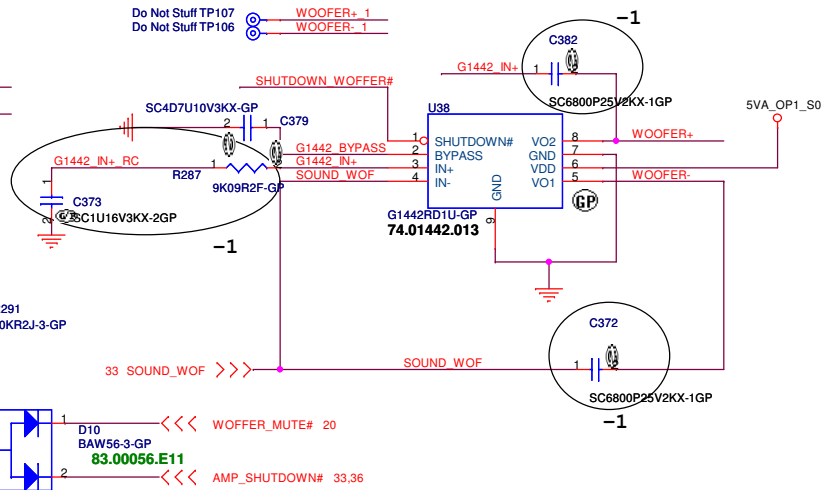 Do Not Stuff TP107
WOOFER+_1
Do Not Stuff TP106
WOOFER-_1
-1
C382
G1442_IN+
1
SC6800P25V2KX-1GP
SHUTDOWN_WOFFER#
5VA_OP1_S0
SC4D7U10V3KX-GP
U38
2
1
C379
1
SHUTDOWN#
VO2
8
WOOFER+
G1442_BYPASS
2
BYPASS
GND
7
G1442_IN+_RC
1
G1442_IN+
3
IN+
VDD
6
R287
SOUND_WOF
4
IN-
VO1
5
WOOFER-
1
9K09R2F-GP
GND
GP
C373
SC1U16V3KX-2GP
2
G1442RD1U-GP
9
74.01442.013
-1
291
0KR2J-3-GP
C372
33 SOUND_WOF
SOUND_WOF
1
SC6800P25V2KX-1GP
-1
1
D10
WOFFER_MUTE# 20
BAW56-3-GP
83.00056.E11
2
AMP_SHUTDOWN# 33,36